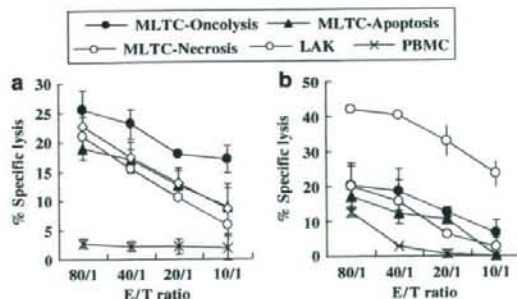 MLTC-Oncolysis MLTC-Apoptosis
MLTC-Necrosis LAK PBMC
a
% Specific lysis
30
25
20
15
10
5
0
80/1 40/1 20/1 10/1
E/T ratio
b
% Specific lysis
50
40
30
20
10
0
80/1 40/1 20/1 10/1
E/T ratio